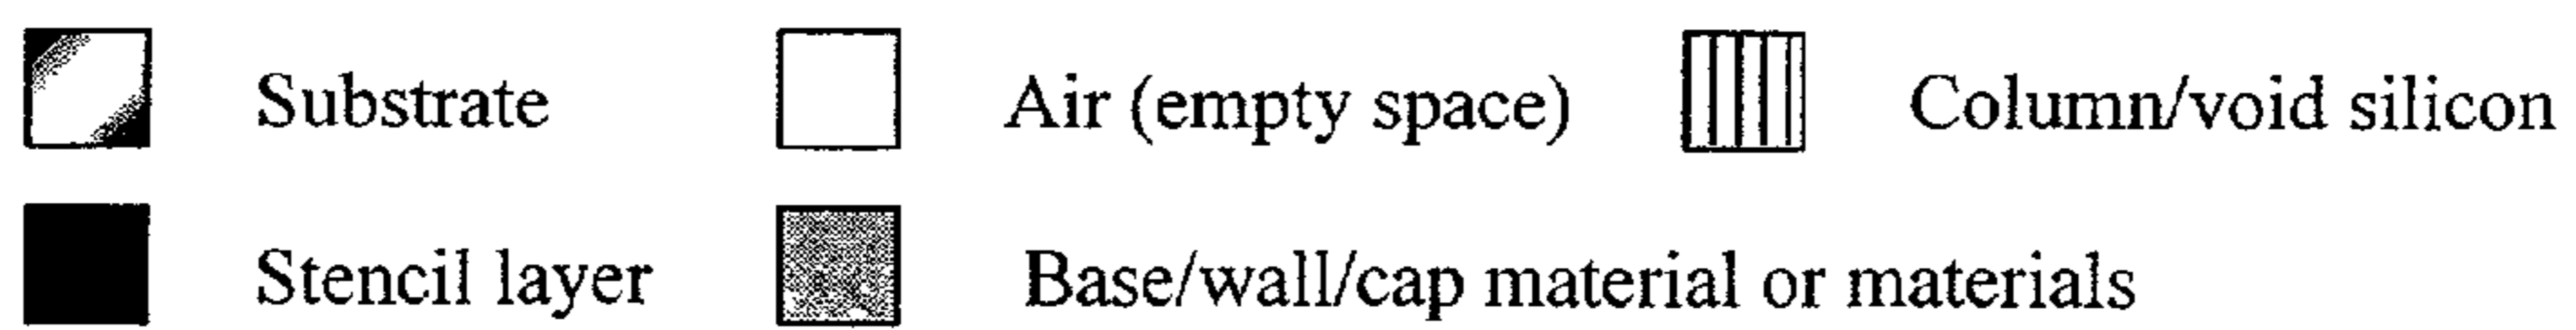 Substrate Air (empty space) Column/void silicon
Stencil layer Base/wall/cap material or materials